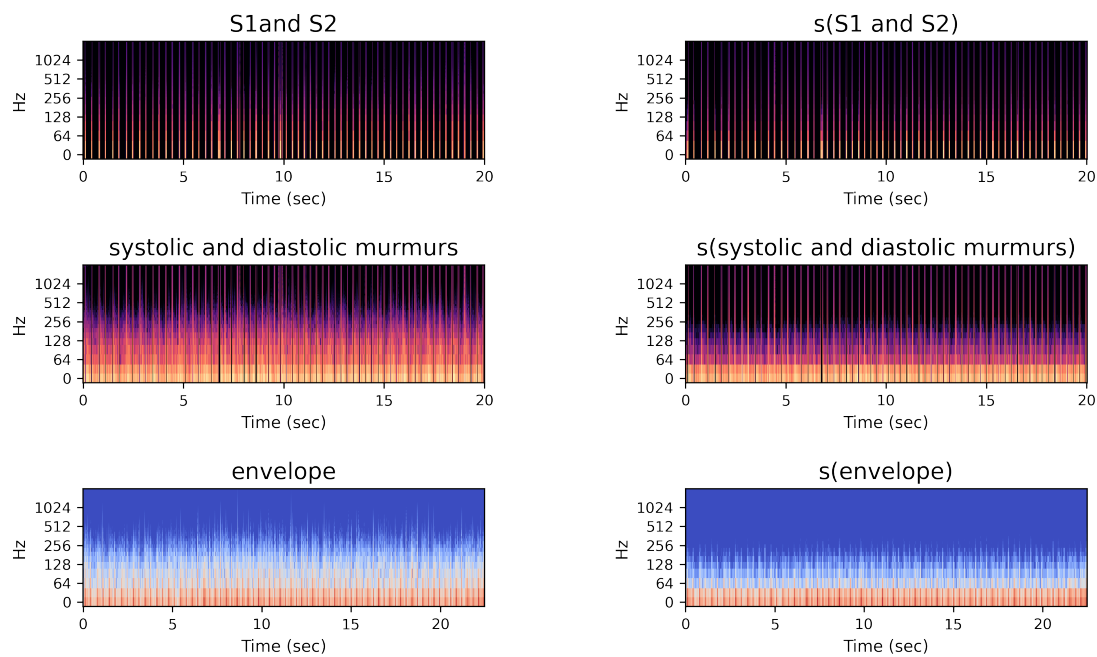 S1and S2
Hz
1024
512
256
128
64
0
0 5 10 15 20
Time (sec)
s(S1 and S2)
Hz
1024
512
256
128
64
0
0 5 10 15 20
Time (sec)
systolic and diastolic murmurs
Hz
1024
512
256
128
64
0
0 5 10 15 20
Time (sec)
s(systolic and diastolic murmurs)
Hz
1024
512
256
128
64
0
0 5 10 15 20
Time (sec)
envelope
Hz
1024
512
256
128
64
0
0 5 10 15 20
Time (sec)
s(envelope)
Hz
1024
512
256
128
64
0
0 5 10 15 20
Time (sec)